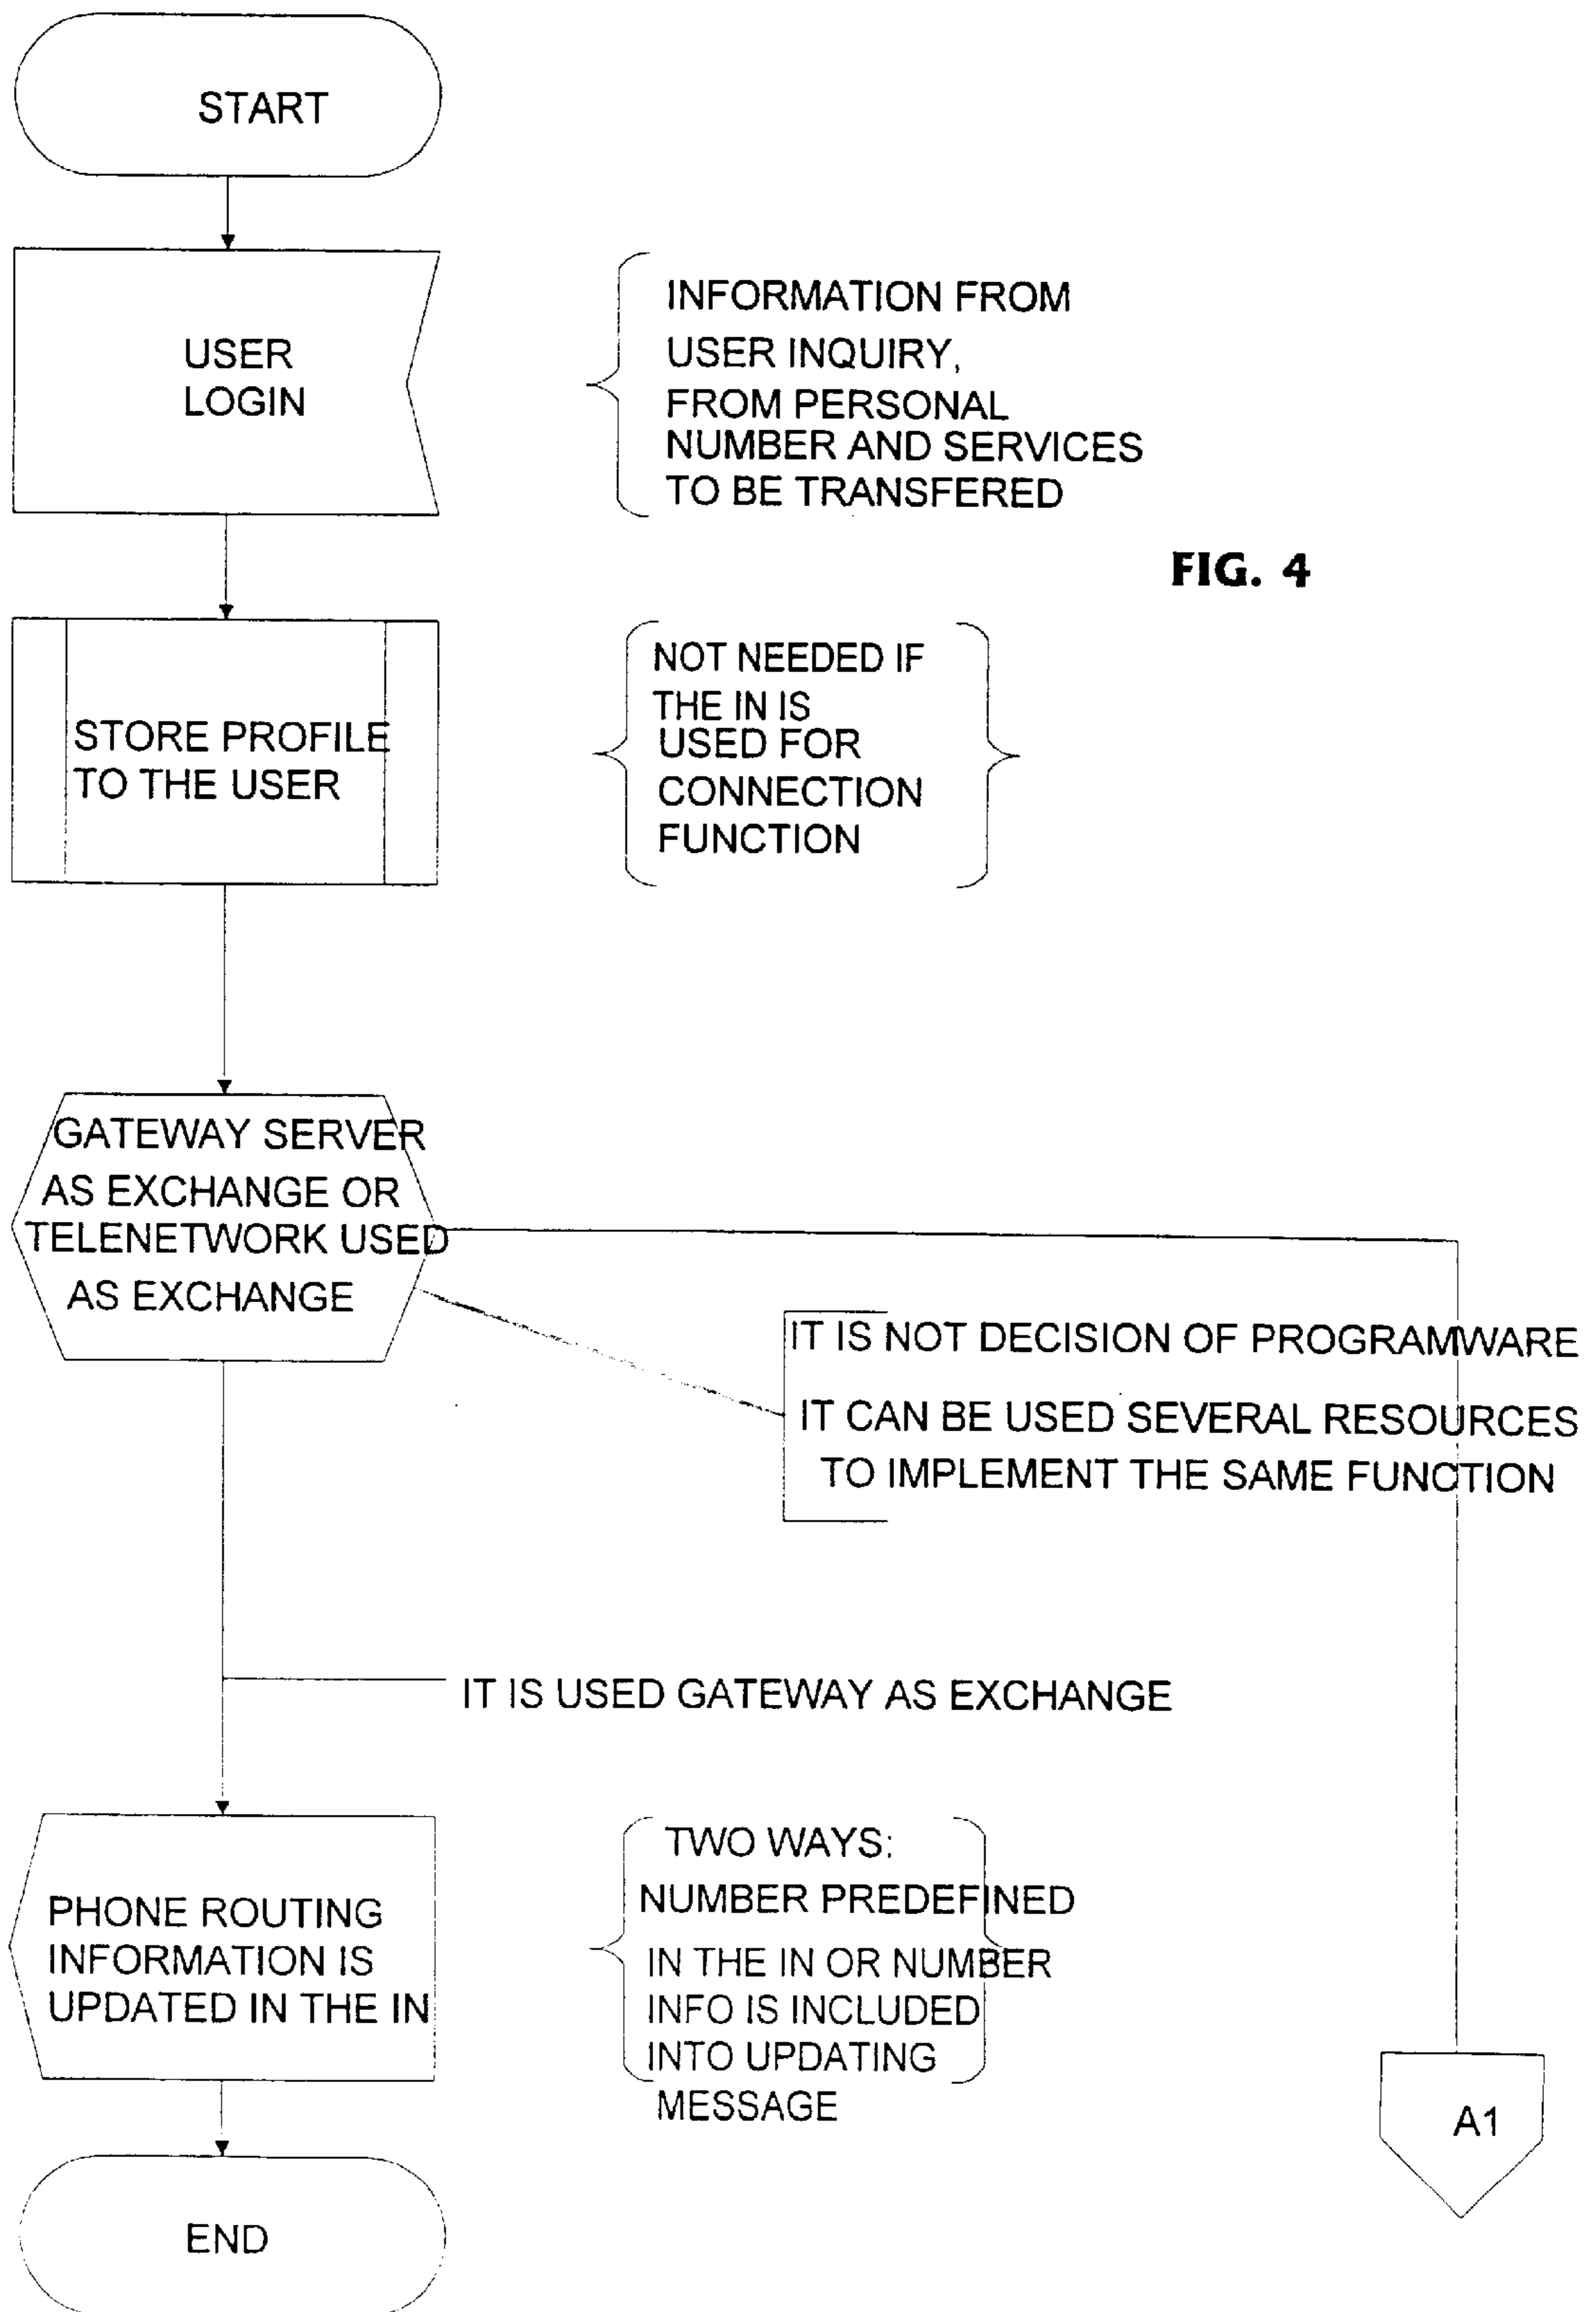 START
USER
LOGIN
INFORMATION FROM
USER INQUIRY,
FROM PERSONAL
NUMBER AND SERVICES
TO BE TRANSFERED
FIG. 4
STORE PROFILE
TO THE USER
NOT NEEDED IF
THE IN IS
USED FOR
CONNECTION
FUNCTION
GATEWAY SERVER
AS EXCHANGE OR
TELENETWORK USED
AS EXCHANGE
IT IS NOT DECISION OF PROGRAMWARE
IT CAN BE USED SEVERAL RESOURCES
TO IMPLEMENT THE SAME FUNCTION
IT IS USED GATEWAY AS EXCHANGE
PHONE ROUTING
INFORMATION IS
UPDATED IN THE IN
TWO WAYS:
NUMBER PREDEFINED
IN THE IN OR NUMBER
INFO IS INCLUDED
INTO UPDATING
MESSAGE
A1
END